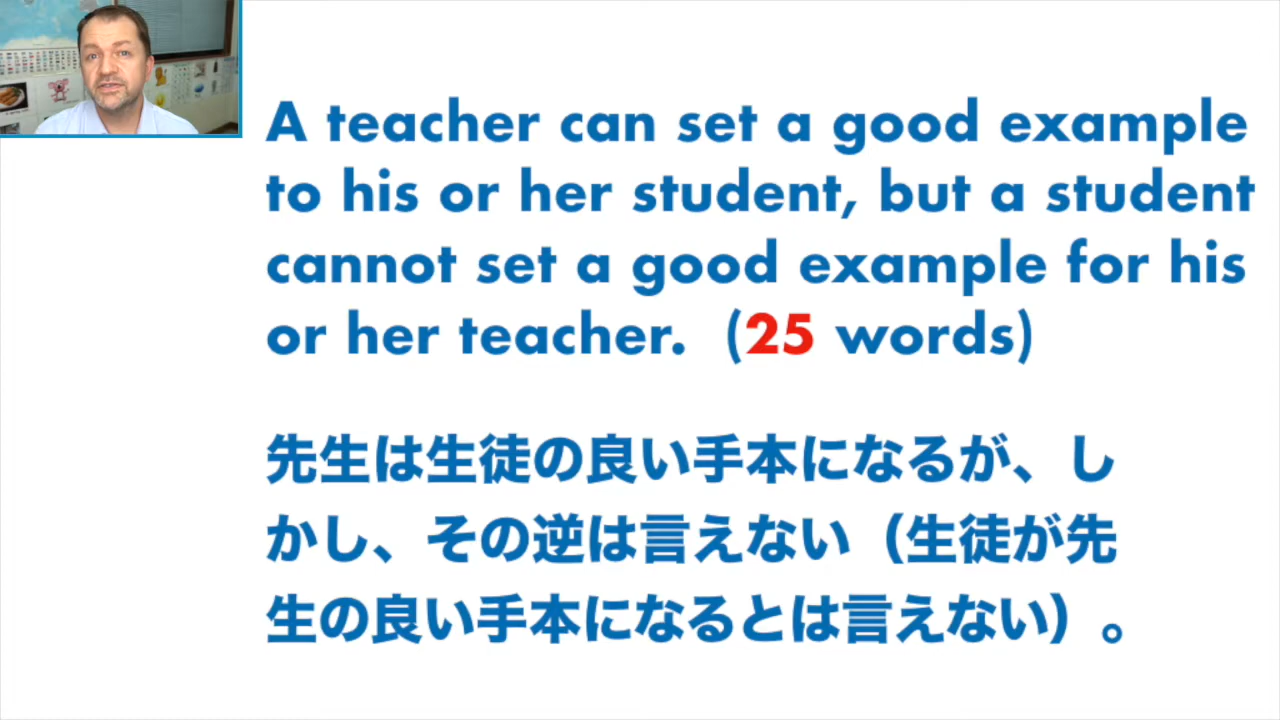 A teacher can set a good example
to his or her student, but a student
cannot set a good example for his
or her teacher. (25 words)
先生は生徒の良い手本になるが、し
かし、その逆は言えない（生徒が先
生の良い手本になるとは言えない）。